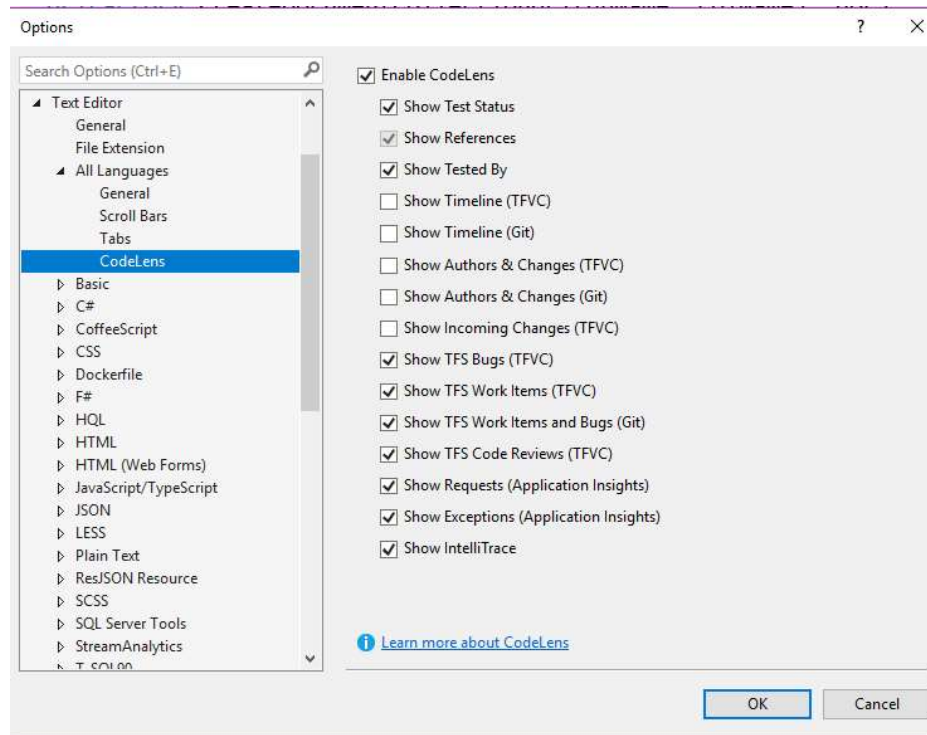 Options
?
Search Options (Ctrl+E)
Text Editor
General
File Extension
All Languages
General
Scroll Bars
Tabs
CodeLens
Basic
C#
CoffeeScript
CSS
Dockerfile
F#
HQL
HTML
HTML (Web Forms)
JavaScript/TypeScript
JSON
LESS
Plain Text
ResJSON Resource
SCSS
SQL Server Tools
StreamAnalytics
Enable CodeLens
Show Test Status
Show References
Show Tested By
Show Timeline (TFVC)
Show Timeline (Git)
Show Authors & Changes (TFVC)
Show Authors & Changes (Git)
Show Incoming Changes (TFVC)
Show TFS Bugs (TFVC)
Show TFS Work Items (TFVC)
Show TFS Work Items and Bugs (Git)
Show TFS Code Reviews (TFVC)
Show Requests (Application Insights)
Show Exceptions (Application Insights)
Show IntelliTrace
Learn more about CodeLens
OK
Cancel